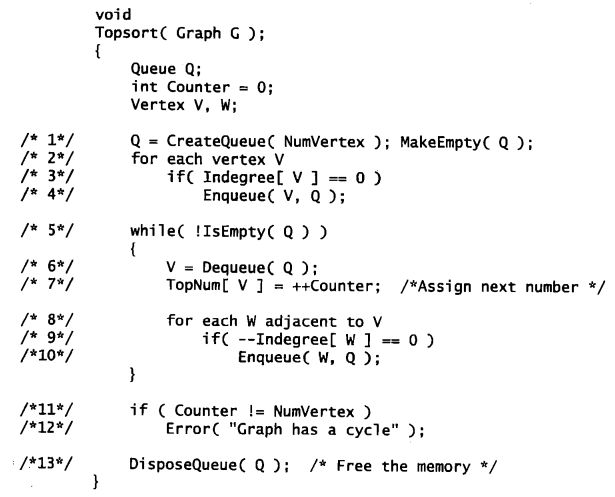 void
Topsort( Graph G );
{
Queue Q;
int Counter = 0;
Vertex V, W;
/* 1*/ Q = CreateQueue( NumVertex ); MakeEmpty( Q );
/* 2*/ for each vertex V
/* 3*/ if( Indegree[ V ] == 0 )
/* 4*/ Enqueue( V, Q );
/* 5*/ while( !IsEmpty( Q ) )
{
/* 6*/ V = Dequeue( Q );
/* 7*/ TopNum[ V ] = ++Counter; /*Assign next number */
/* 8*/ for each W adjacent to V
/* 9*/ if( --Indegree[ W ] == 0 )
/*10*/ Enqueue( W, Q );
}
/*11*/ if ( Counter != NumVertex )
/*12*/ Error( "Graph has a cycle" );
/*13*/ DisposeQueue( Q ); /* Free the memory */
}